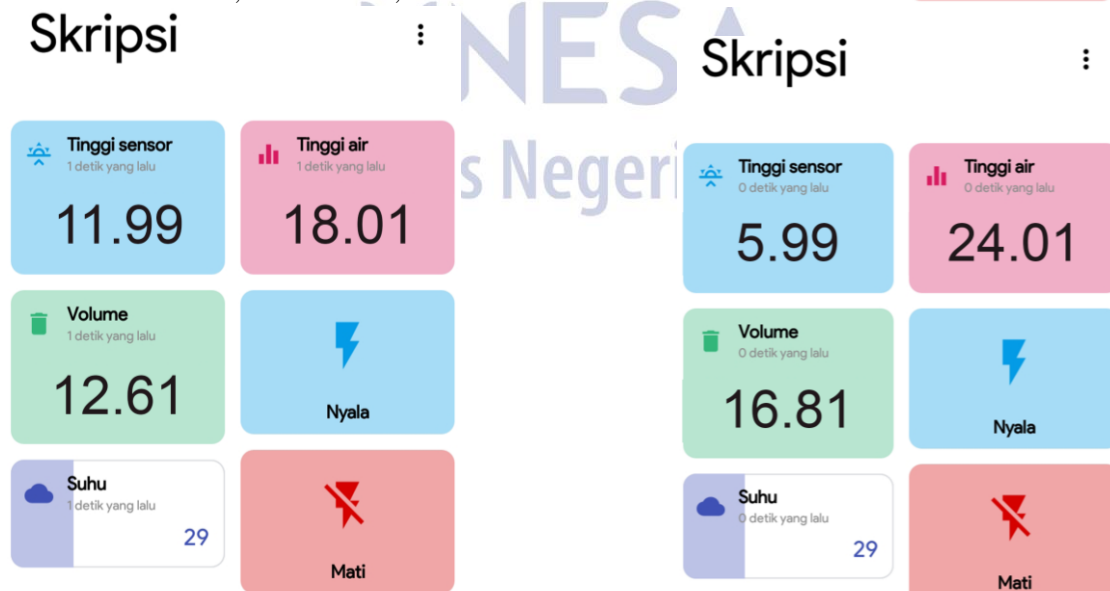 Skripsi
Tinggi sensor
1 detik yang lalu
11.99
Tinggi air
1 detik yang lalu
18.01
Volume
1 detik yang lalu
12.61
Nyala
Suhu
1 detik yang lalu
29
Mati
NES
s Negeri
Skripsi
Tinggi sensor
0 detik yang lalu
5.99
Tinggi air
0 detik yang lalu
24.01
Volume
0 detik yang lalu
16.81
Nyala
Suhu
0 detik yang lalu
29
Mati